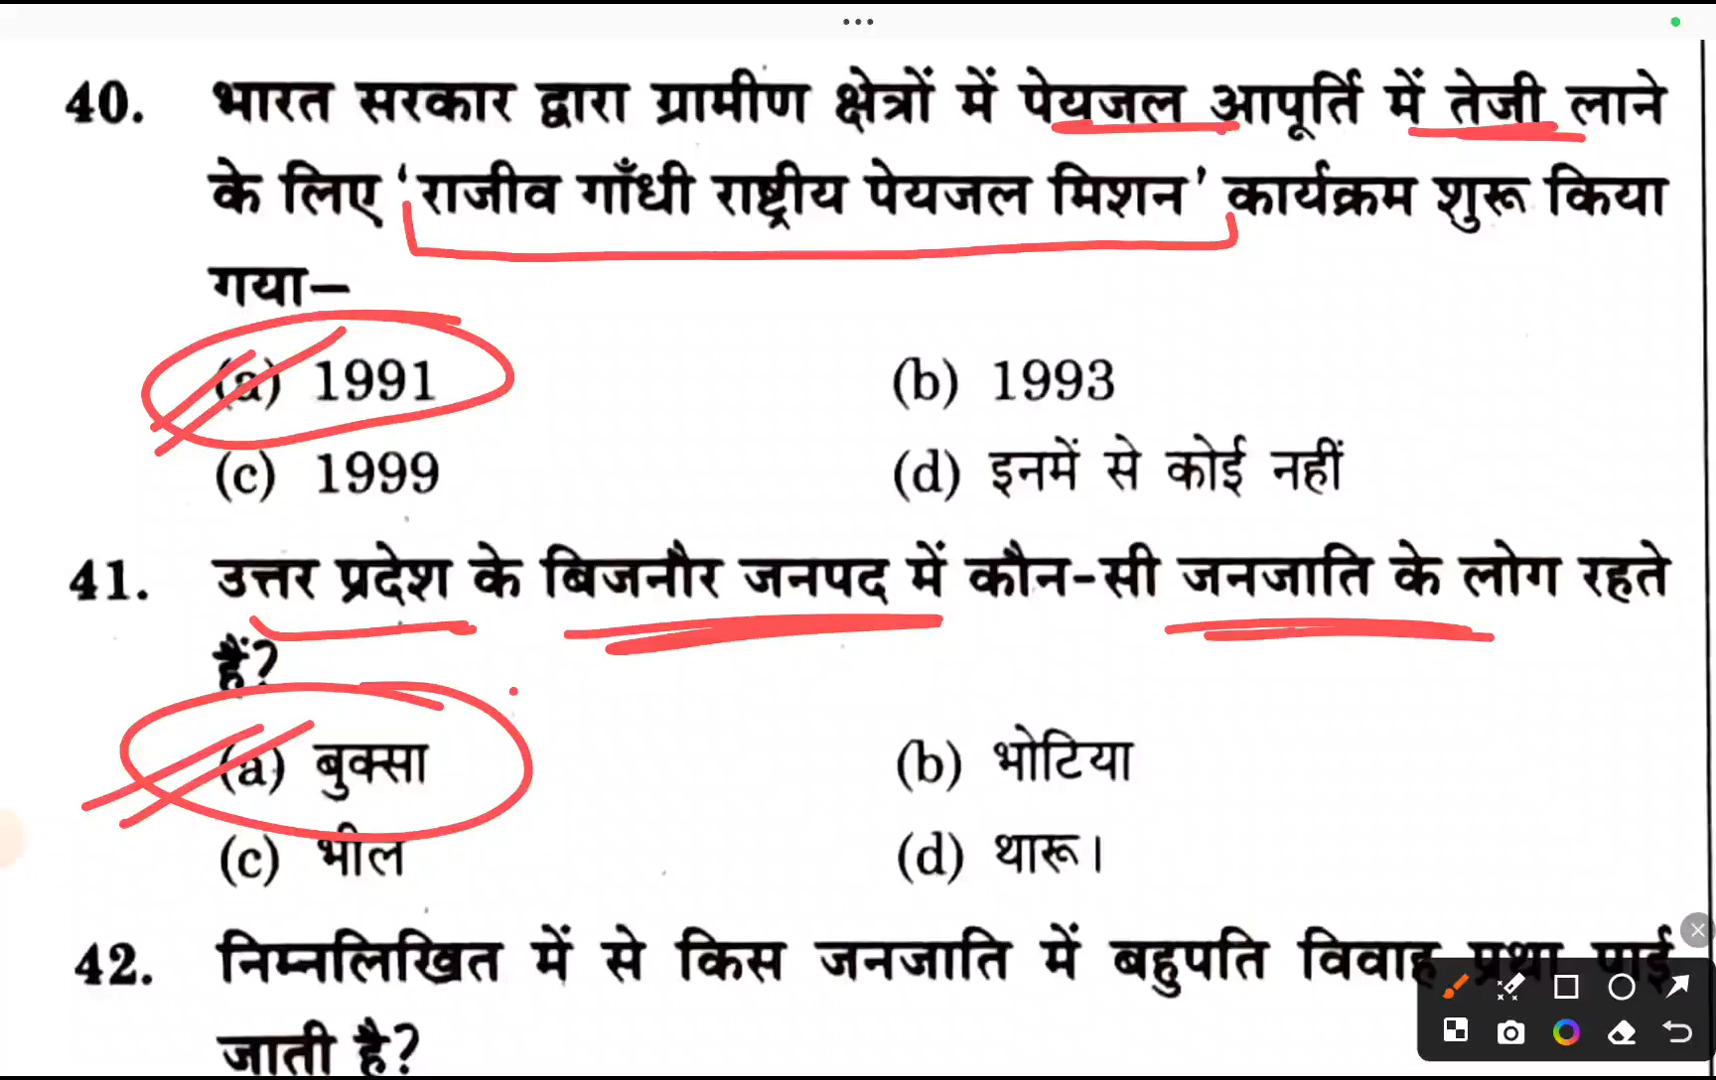 40. भारत सरकार द्वारा ग्रामीण क्षेत्रों में पेयजल आपूर्ति में तेजी लाने
के लिए ‘राजीव गाँधी राष्ट्रीय पेयजल मिशन’ कार्यक्रम शुरू किया
गया–
(a) 1991 (b) 1993
(c) 1999 (d) इनमें से कोई नहीं
41. उत्तर प्रदेश के बिजनौर जनपद में कौन-सी जनजाति के लोग रहते
हैं?
(a) बुक्सा (b) भोटिया
(c) भील (d) थारू।
42. निम्नलिखित में से किस जनजाति में बहुपति विवाह प्रथा पाई
जाती है?